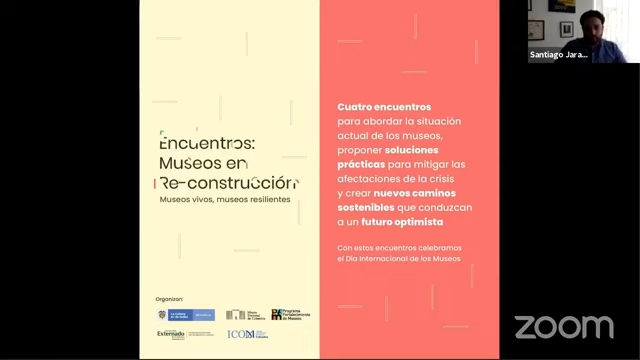 Encuentros:
Museos en
Re-construcción
Museos vivos, museos resilientes
Organizan:
Externado
ICOM
Programa
Fortalecimiento
de Museos
Cuatro encuentros
para abordar la situación
actual de los museos,
proponer soluciones
prácticas para mitigar las
afectaciones de la crisis
y crear nuevos caminos
sostenibles que conduzcan
a un futuro optimista
Con estos encuentros celebramos
el Día Internacional de los Museos
Santiago Jara...
zoom